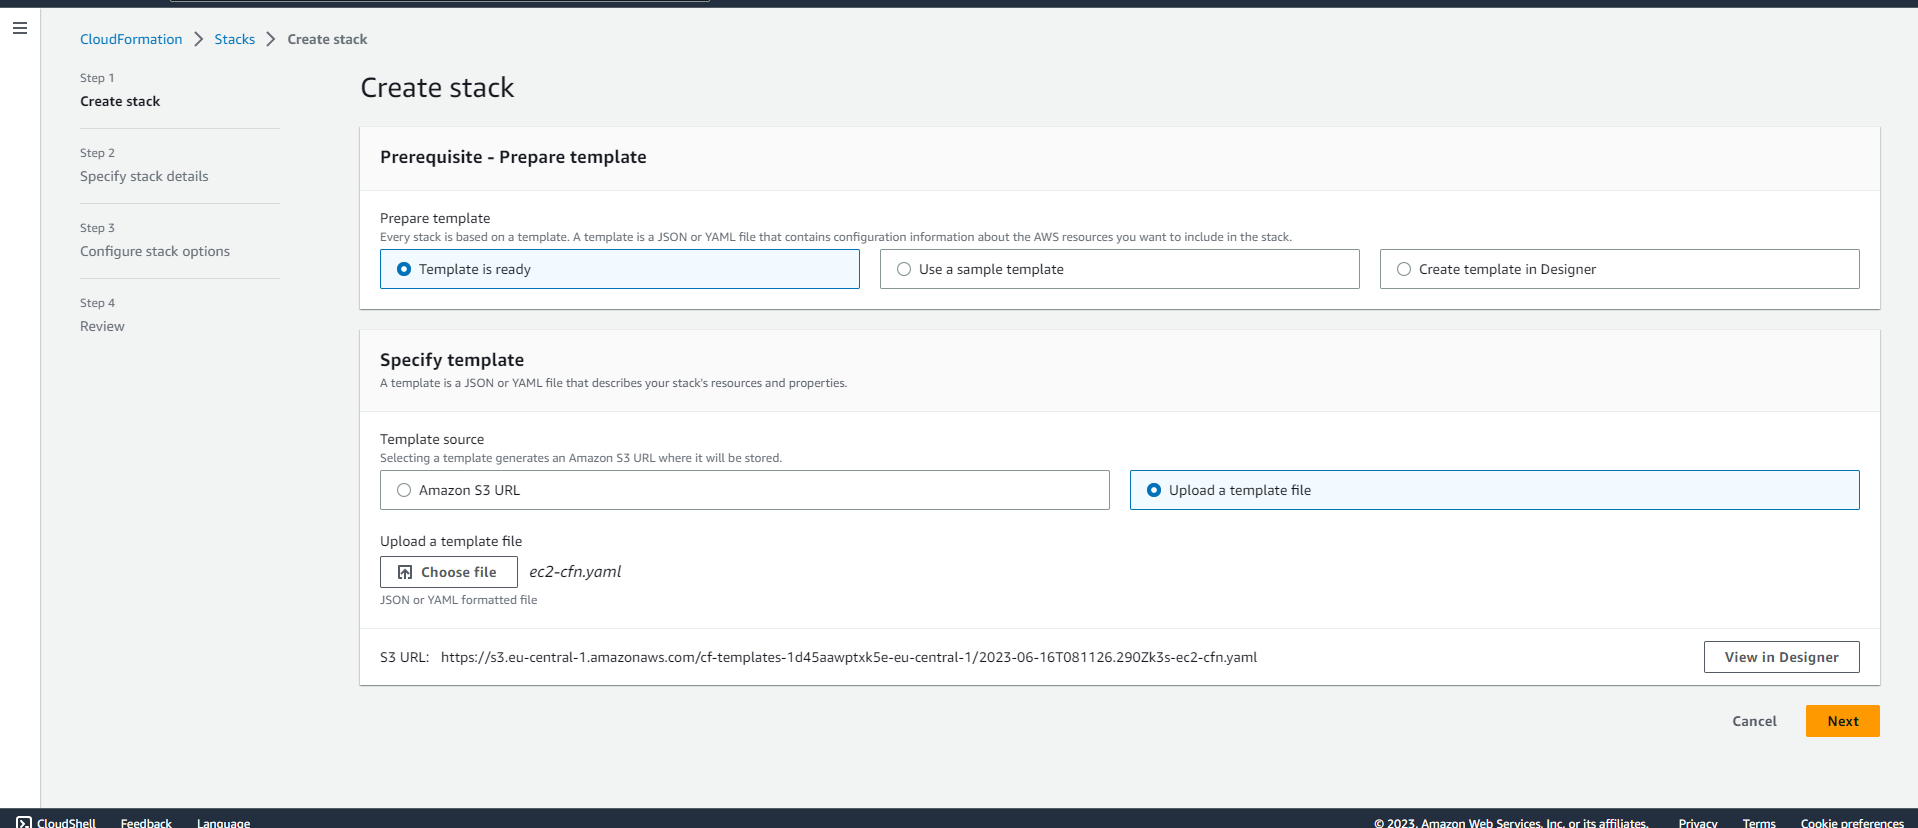 CloudFormation > Stacks > Create stack
Step 1
Create stack
Step 2
Specify stack details
Step 3
Configure stack options
Step 4
Review
Create stack
Prerequisite - Prepare template
Prepare template
Every stack is based on a template. A template is a JSON or YAML file that contains configuration information about the AWS resources you want to include in the stack.
Template is ready
Use a sample template
Create template in Designer
Specify template
A template is a JSON or YAML file that describes your stack's resources and properties.
Template source
Selecting a template generates an Amazon S3 URL where it will be stored.
Amazon S3 URL
Upload a template file
Upload a template file
Choose file ec2-cfn.yaml
JSON or YAML formatted file
S3 URL: https://s3.eu-central-1.amazonaws.com/cf-templates-1d45aawptxk5e-eu-central-1/2023-06-16T081126.290Zk3s-ec2-cfn.yaml
View in Designer
Cancel
Next
CloudShell Feedback Language
© 2023, Amazon Web Services, Inc. or its affiliates. Privacy Terms Cookie preferences